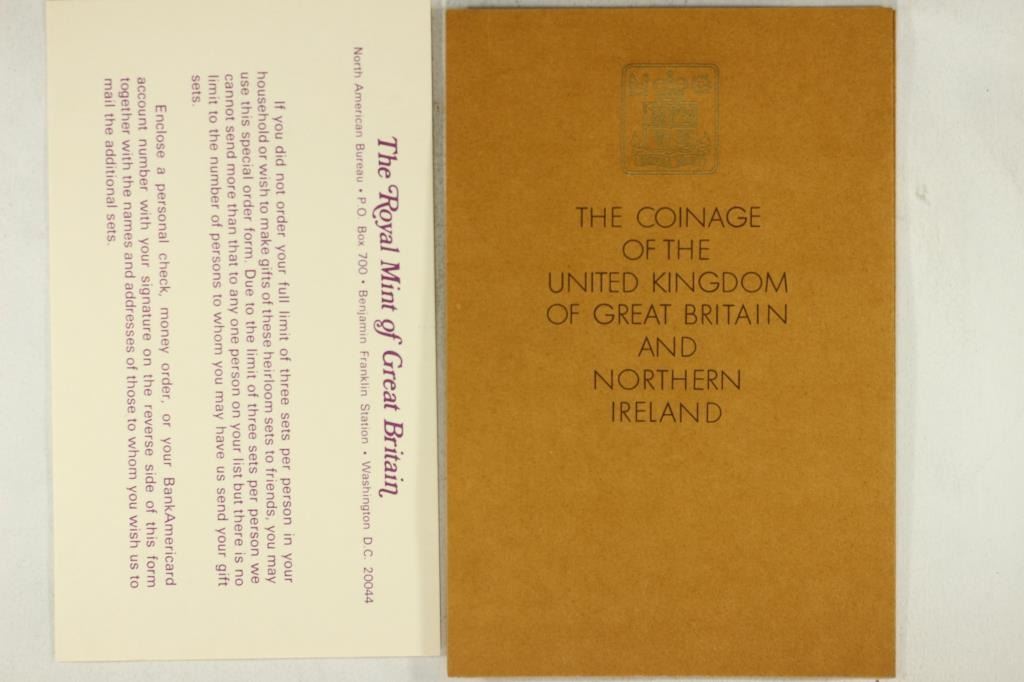 The Royal Mint of Great Britain
North American Bureau • P.O. Box 700 • Benjamin Franklin Station • Washington D.C. 20044
If you did not order your full limit of three sets per person in your
household or wish to make gifts of these heirloom sets to friends, you may
use this special order form. Due to the limit of three sets per person we
cannot send more than that to any one person on your list but there is no
limit to the number of persons to whom you may have us send your gift
sets.
Enclose a personal check, money order, or your BankAmericard
account number with your signature on the reverse side of this form
together with the names and addresses of those to whom you wish us to
mail the additional sets.
THE COINAGE
OF THE
UNITED KINGDOM
OF GREAT BRITAIN
AND
NORTHERN
IRELAND